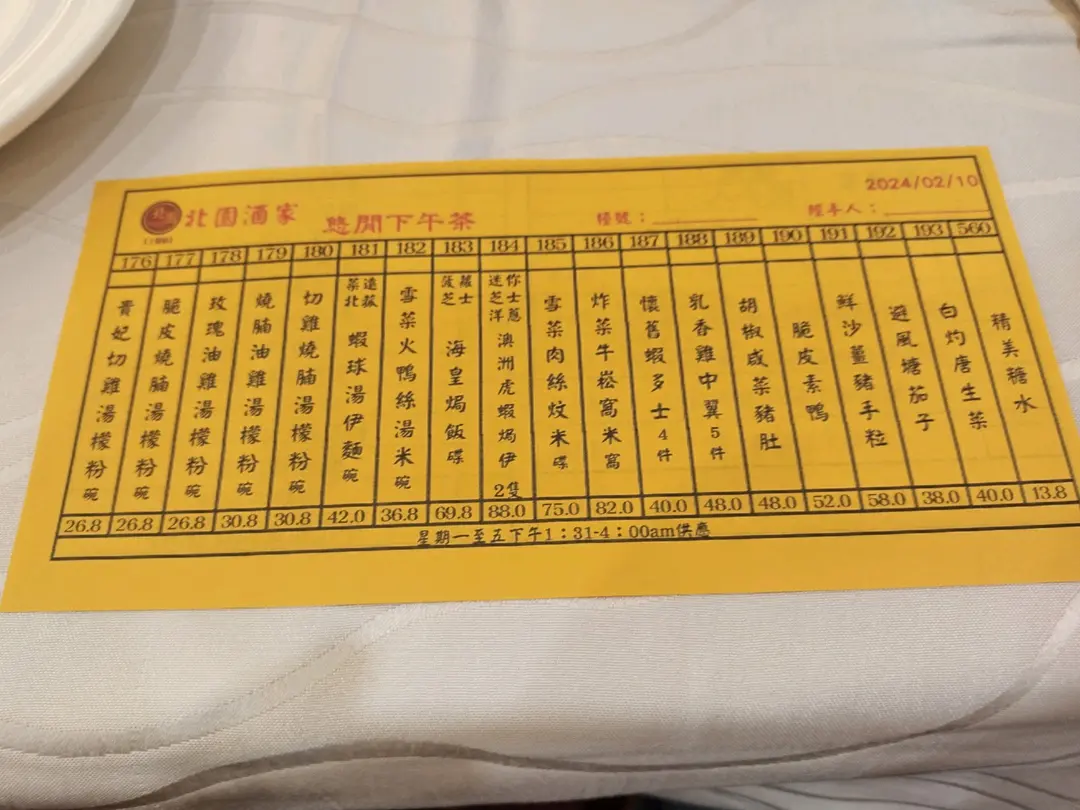 2024/02/10
北園酒家 悠閒下午茶 檯號：________ 經手人：________
176 177 178 179 180 181 182 183 184 185 186 187 188 189 190 191 192 193 560
貴妃切雞湯檬粉 碗
脆皮燒腩湯檬粉 碗
玫瑰油雞湯檬粉 碗
燒腩油雞湯檬粉 碗
切雞燒腩湯檬粉 碗
菜遠
北菰
蝦球湯伊麵 碗
雪菜火鴨絲湯米 碗
菠蘿
芝士
海皇焗飯 碟
迷你
芝士
洋蔥
澳洲虎蝦焗伊 2隻
雪菜肉絲炆米 碟
炸菜牛崧窩米 窩
懷舊蝦多士 4件
乳香雞中翼 5件
胡椒咸菜豬肚
脆皮素鴨
鮮沙薑豬手粒
避風塘茄子
白灼唐生菜
精美糖水
26.8 26.8 26.8 30.8 30.8 42.0 36.8 69.8 88.0 75.0 82.0 40.0 48.0 48.0 52.0 58.0 38.0 40.0 13.8
星期一至五下午1：31-4：00am供應